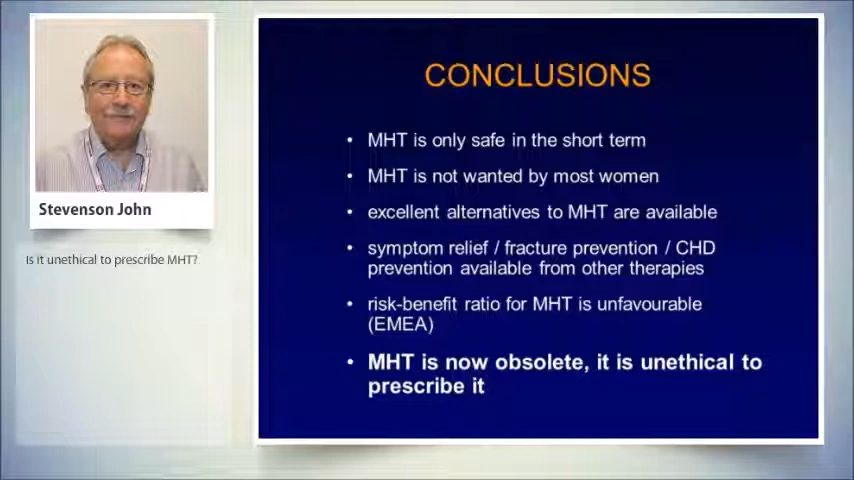 Stevenson John
Is it unethical to prescribe MHT?
CONCLUSIONS
• MHT is only safe in the short term
• MHT is not wanted by most women
• excellent alternatives to MHT are available
• symptom relief / fracture prevention / CHD
prevention available from other therapies
• risk-benefit ratio for MHT is unfavourable
(EMEA)
• MHT is now obsolete, it is unethical to
prescribe it